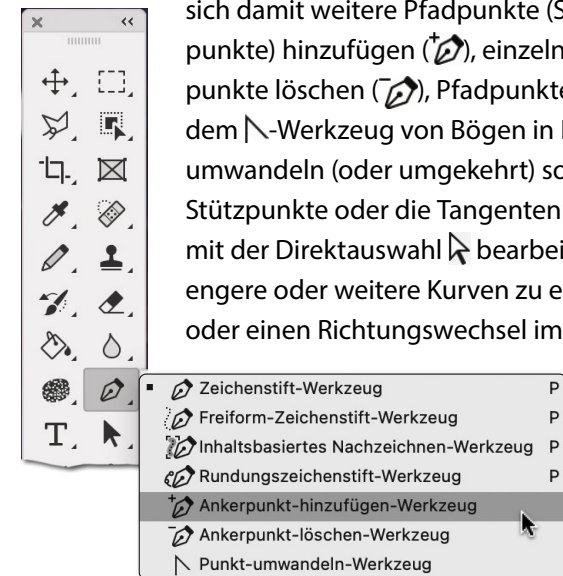 sich damit weitere Pfadpunkte (S
punkte) hinzufügen ( ), einzeln
punkte löschen ( ), Pfadpunkte
dem -Werkzeug von Bögen in
umwandeln (oder umgekehrt) so
Stützpunkte oder die Tangenten
mit der Direktauswahl bearbei
engere oder weitere Kurven zu e
oder einen Richtungswechsel im
T
Zeichenstift-Werkzeug P
Freiform-Zeichenstift-Werkzeug P
Inhaltsbasiertes Nachzeichnen-Werkzeug P
Rundungszeichenstift-Werkzeug P
Ankerpunkt-hinzufügen-Werkzeug
Ankerpunkt-löschen-Werkzeug
Punkt-umwandeln-Werkzeug